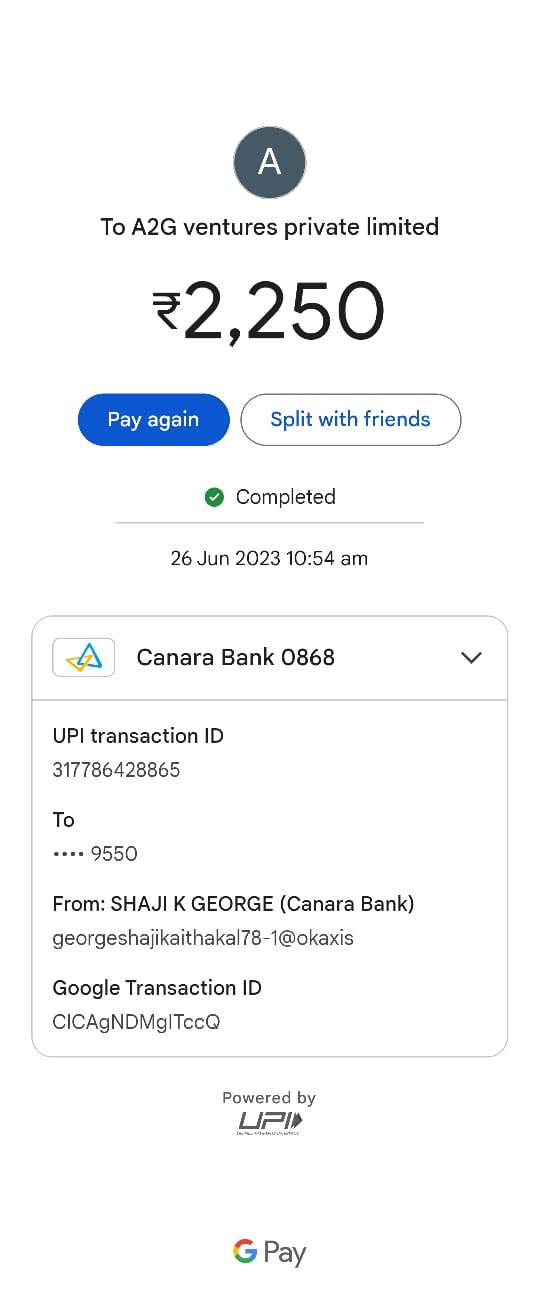 A
To A2G ventures private limited
₹2,250
Pay again
Split with friends
Completed
26 Jun 2023 10:54 am
Canara Bank 0868
UPI transaction ID
317786428865
To
•••• 9550
From: SHAJI K GEORGE (Canara Bank)
georgeshajikaithakal78-1@okaxis
Google Transaction ID
CICAgNDMgITccQ
Powered by
UPI
G Pay